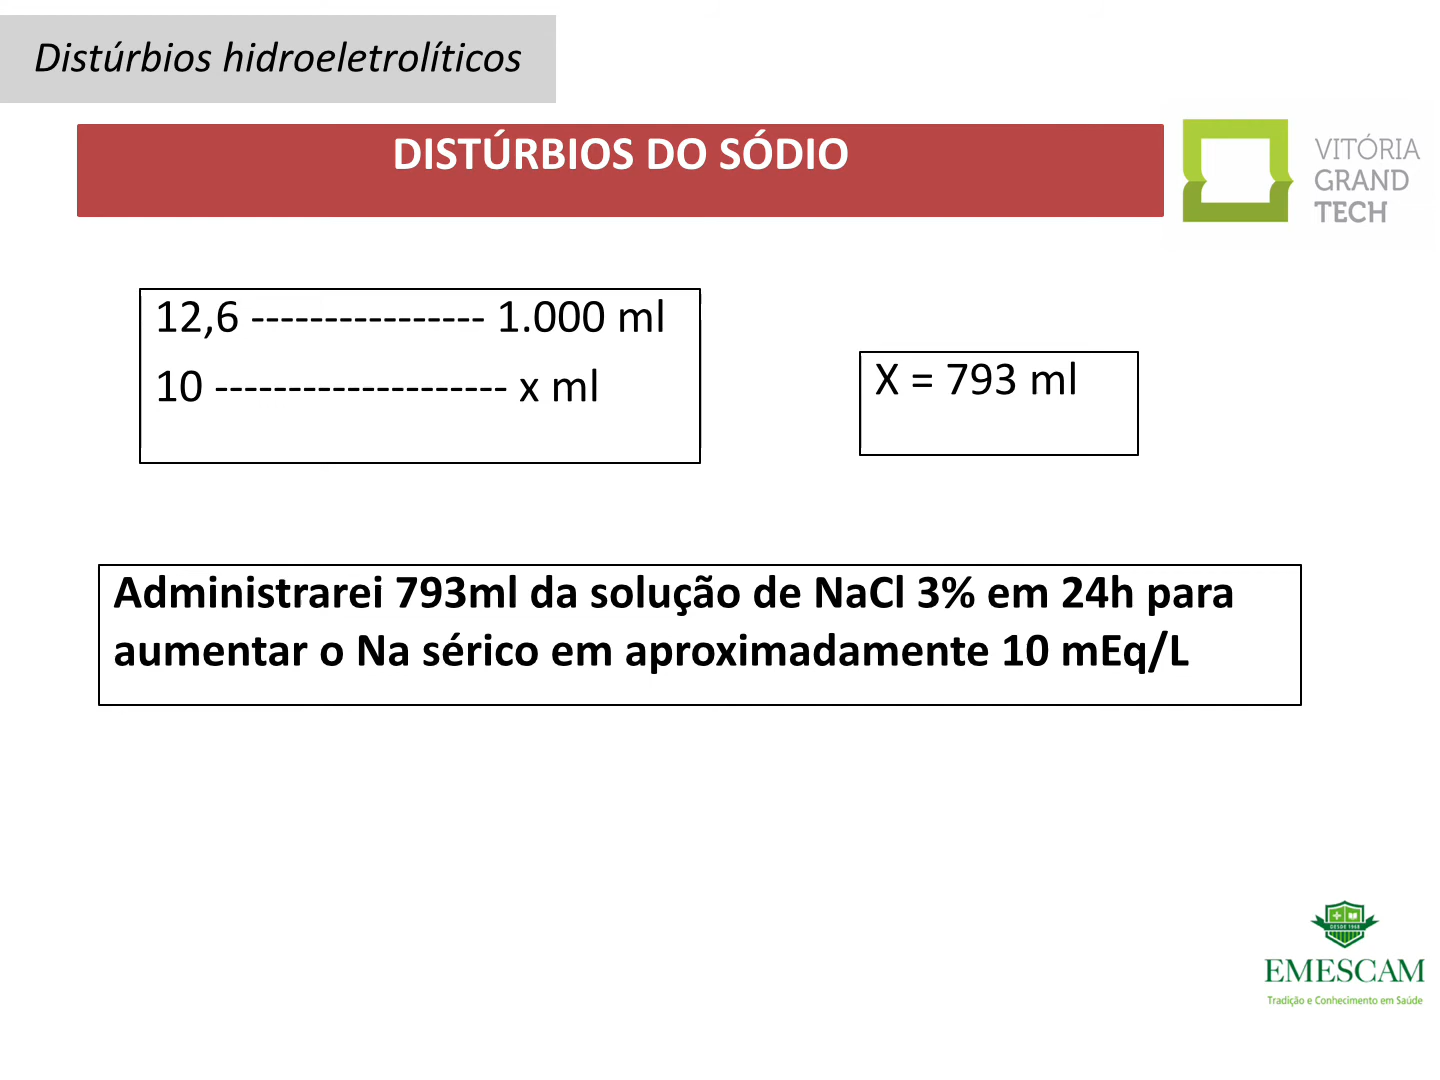 Distúrbios hidroeletrolíticos
DISTÚRBIOS DO SÓDIO
VITÓRIA
GRAND
TECH
12,6 ---------------- 1.000 ml
10 -------------------- x ml
X = 793 ml
Administrarei 793ml da solução de NaCl 3% em 24h para
aumentar o Na sérico em aproximadamente 10 mEq/L
DESDE 1968
EMESCAM
Tradição e Conhecimento em Saúde